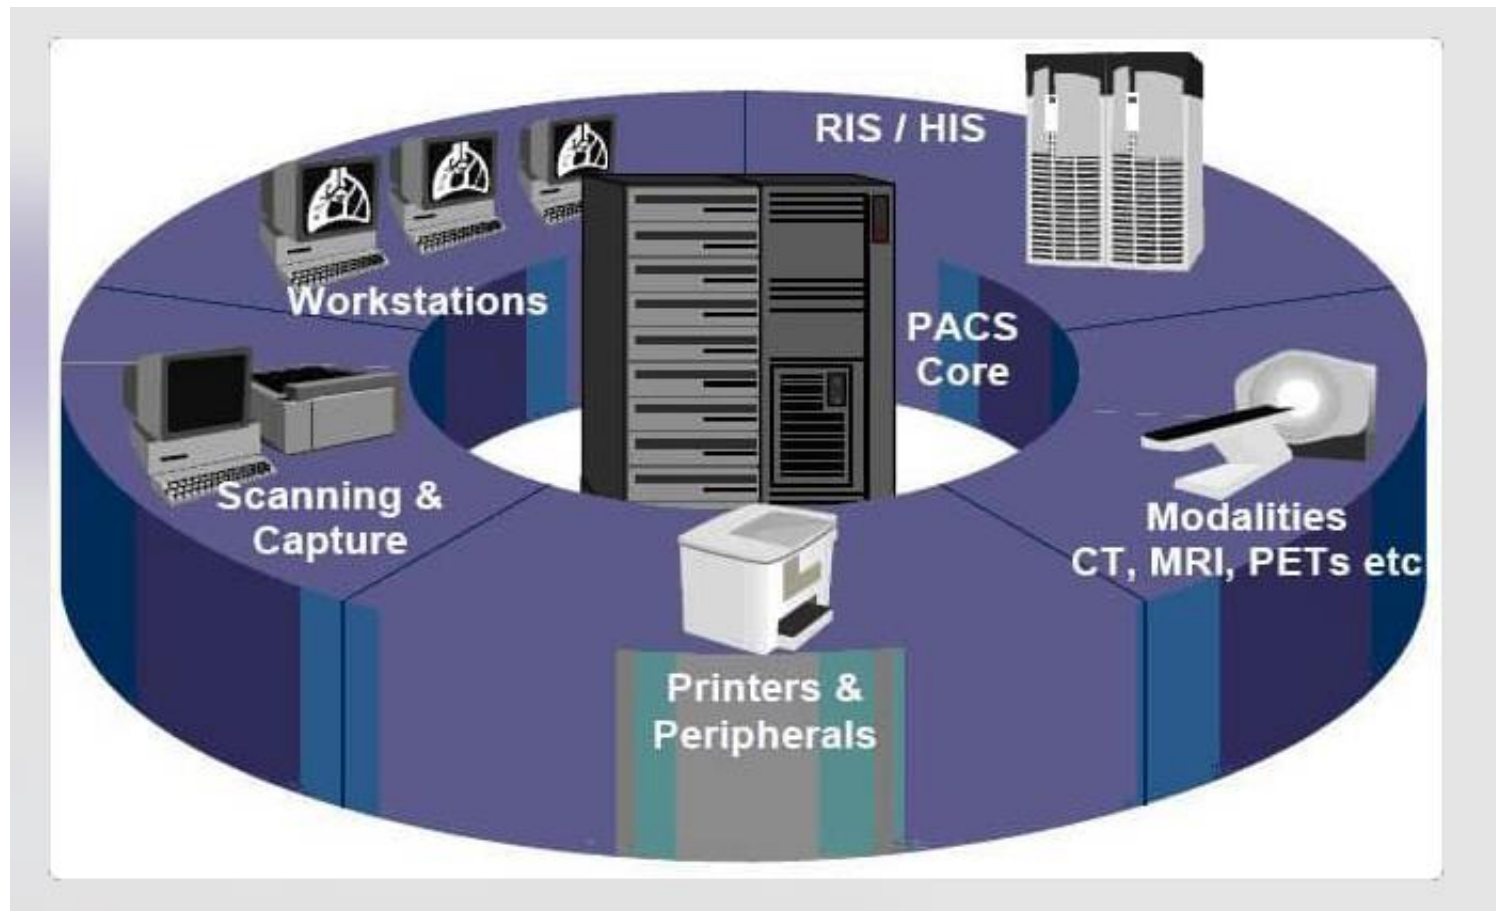 RIS / HIS
Workstations
PACS
Core
Scanning &
Capture
Modalities
CT, MRI, PETs etc
Printers &
Peripherals